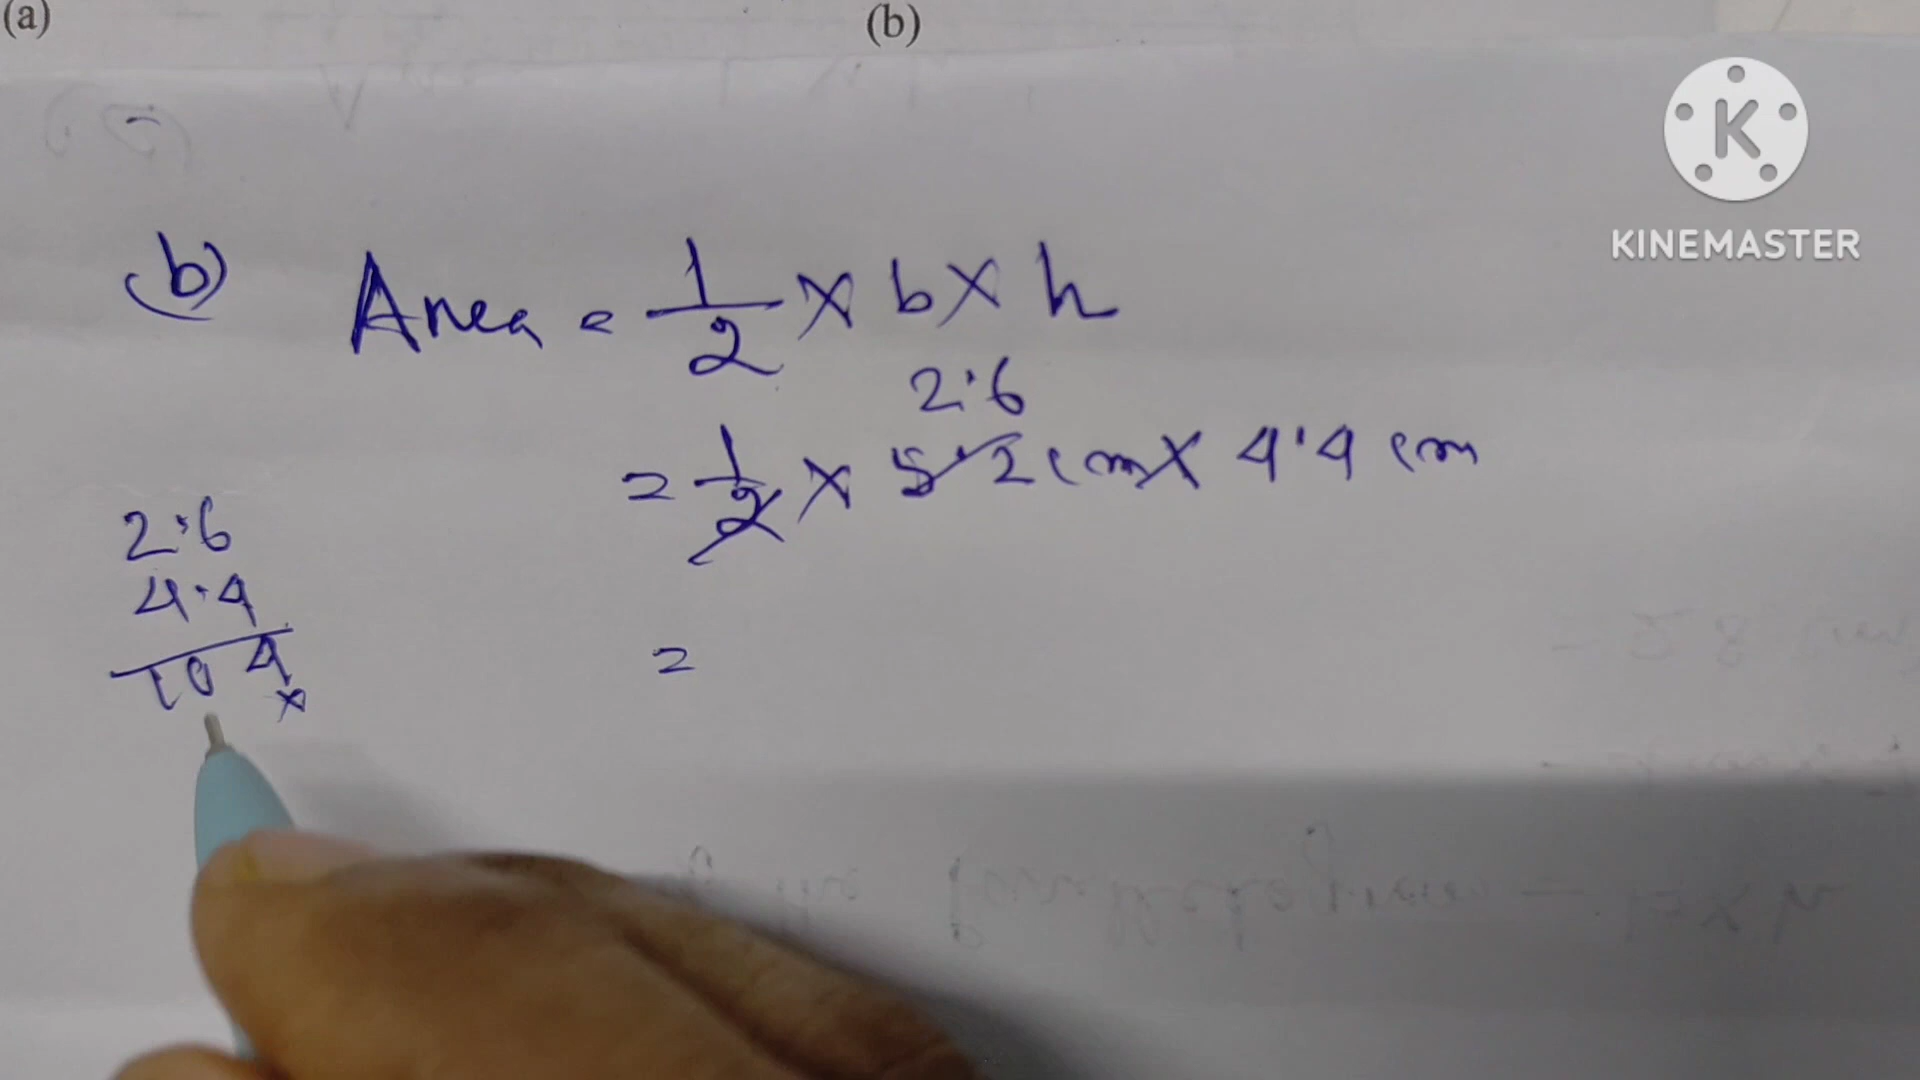 (a) (b)
KINEMASTER
(b) Area = 1/2 × b × h
2.6
= 1/2 × 5.2 cm × 4.4 cm
2.6
4.4
104
×
=